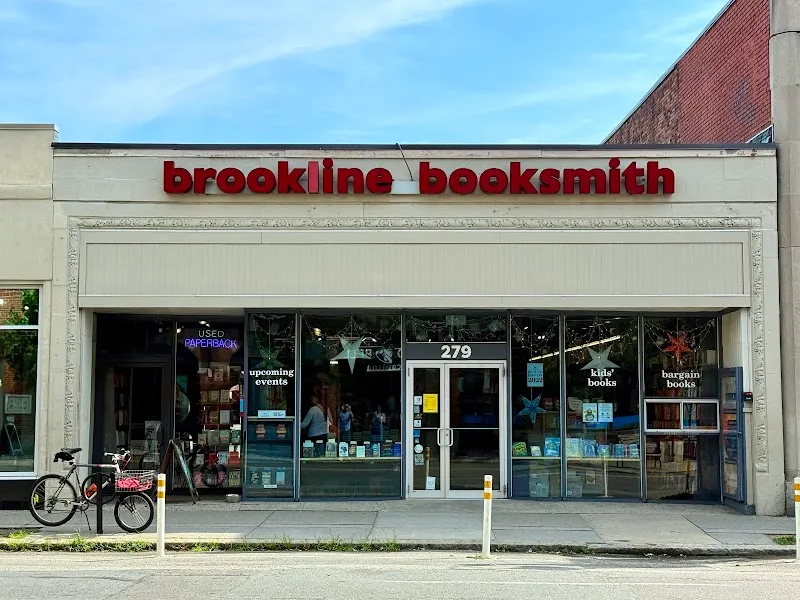 brookline booksmith
USED
PAPERBACK
279
upcoming
events
kids'
books
bargain
books